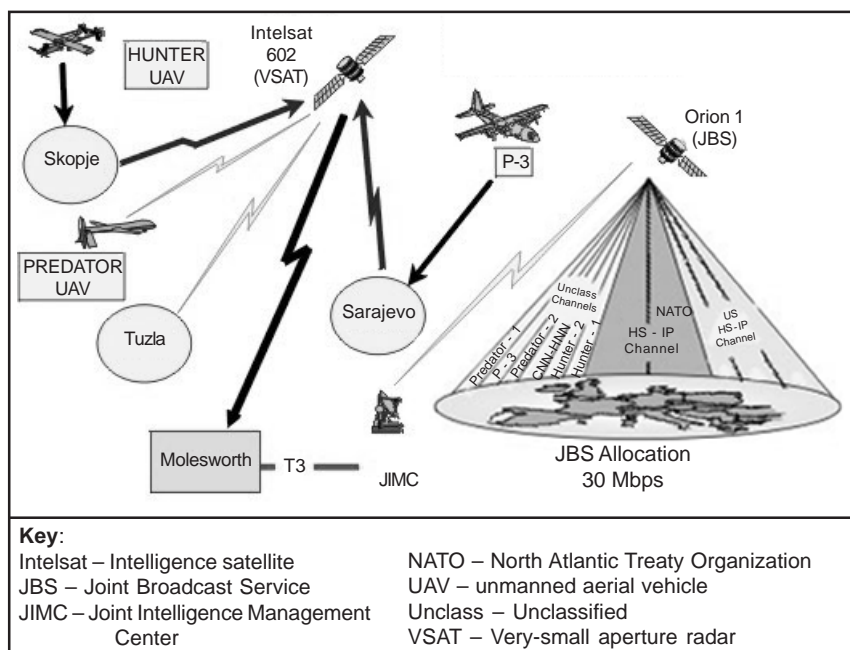 HUNTER
UAV
Intelsat
602
(VSAT)
Orion 1
(JBS)
Skopje
P-3
PREDATOR
UAV
Tuzla
Sarajevo
Unclass
Channels
Predator - 1
P - 3
Predator - 2
CNN-HNN
Hunter - 2
Hunter - 1
NATO
HS - IP
Channel
US
HS-IP
Channel
Molesworth
T3
JIMC
JBS Allocation
30 Mbps
Key:
Intelsat – Intelligence satellite
JBS – Joint Broadcast Service
JIMC – Joint Intelligence Management
Center
NATO – North Atlantic Treaty Organization
UAV – unmanned aerial vehicle
Unclass – Unclassified
VSAT – Very-small aperture radar